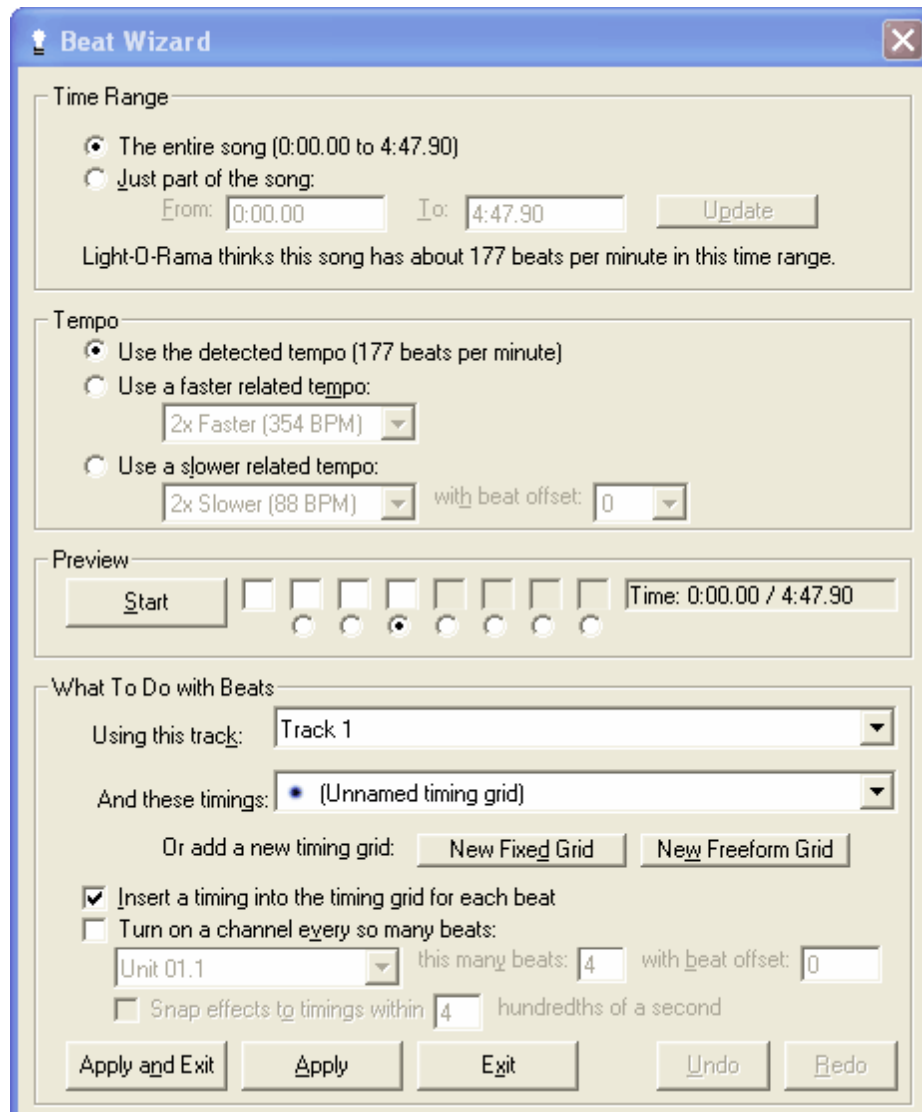 Beat Wizard
Time Range
The entire song (0:00.00 to 4:47.90)
Just part of the song:
From: 0:00.00 To: 4:47.90 Update
Light-O-Rama thinks this song has about 177 beats per minute in this time range.
Tempo
Use the detected tempo (177 beats per minute)
Use a faster related tempo:
2x Faster (354 BPM)
Use a slower related tempo:
2x Slower (88 BPM) with beat offset: 0
Preview
Start Time: 0:00.00 / 4:47.90
What To Do with Beats
Using this track: Track 1
And these timings: (Unnamed timing grid)
Or add a new timing grid: New Fixed Grid New Freeform Grid
Insert a timing into the timing grid for each beat
Turn on a channel every so many beats:
Unit 01.1 this many beats: 4 with beat offset: 0
Snap effects to timings within 4 hundredths of a second
Apply and Exit Apply Exit Undo Redo